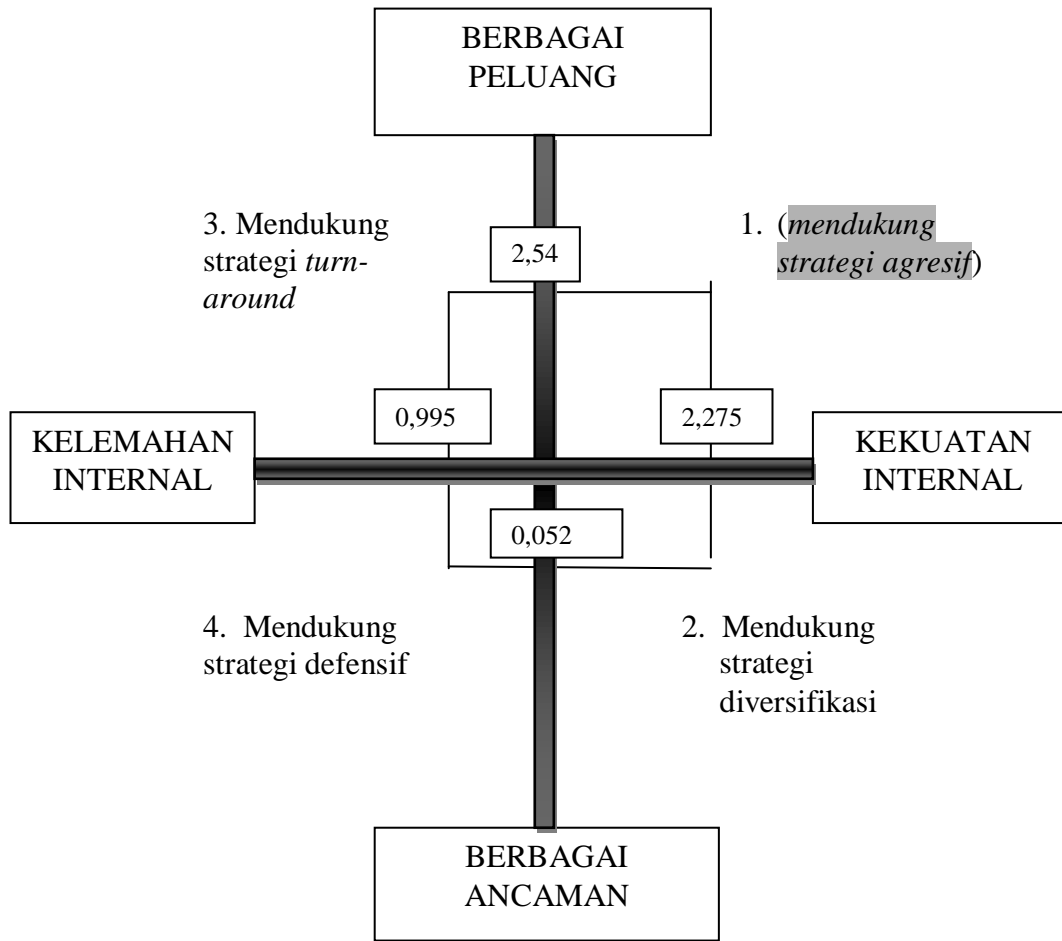 BERBAGAI
PELUANG
3. Mendukung
strategi turn-
around
2,54
1. (mendukung
strategi agresif)
0,995
2,275
KELEMAHAN
INTERNAL
KEKUATAN
INTERNAL
0,052
4. Mendukung
strategi defensif
2. Mendukung
strategi
diversifikasi
BERBAGAI
ANCAMAN